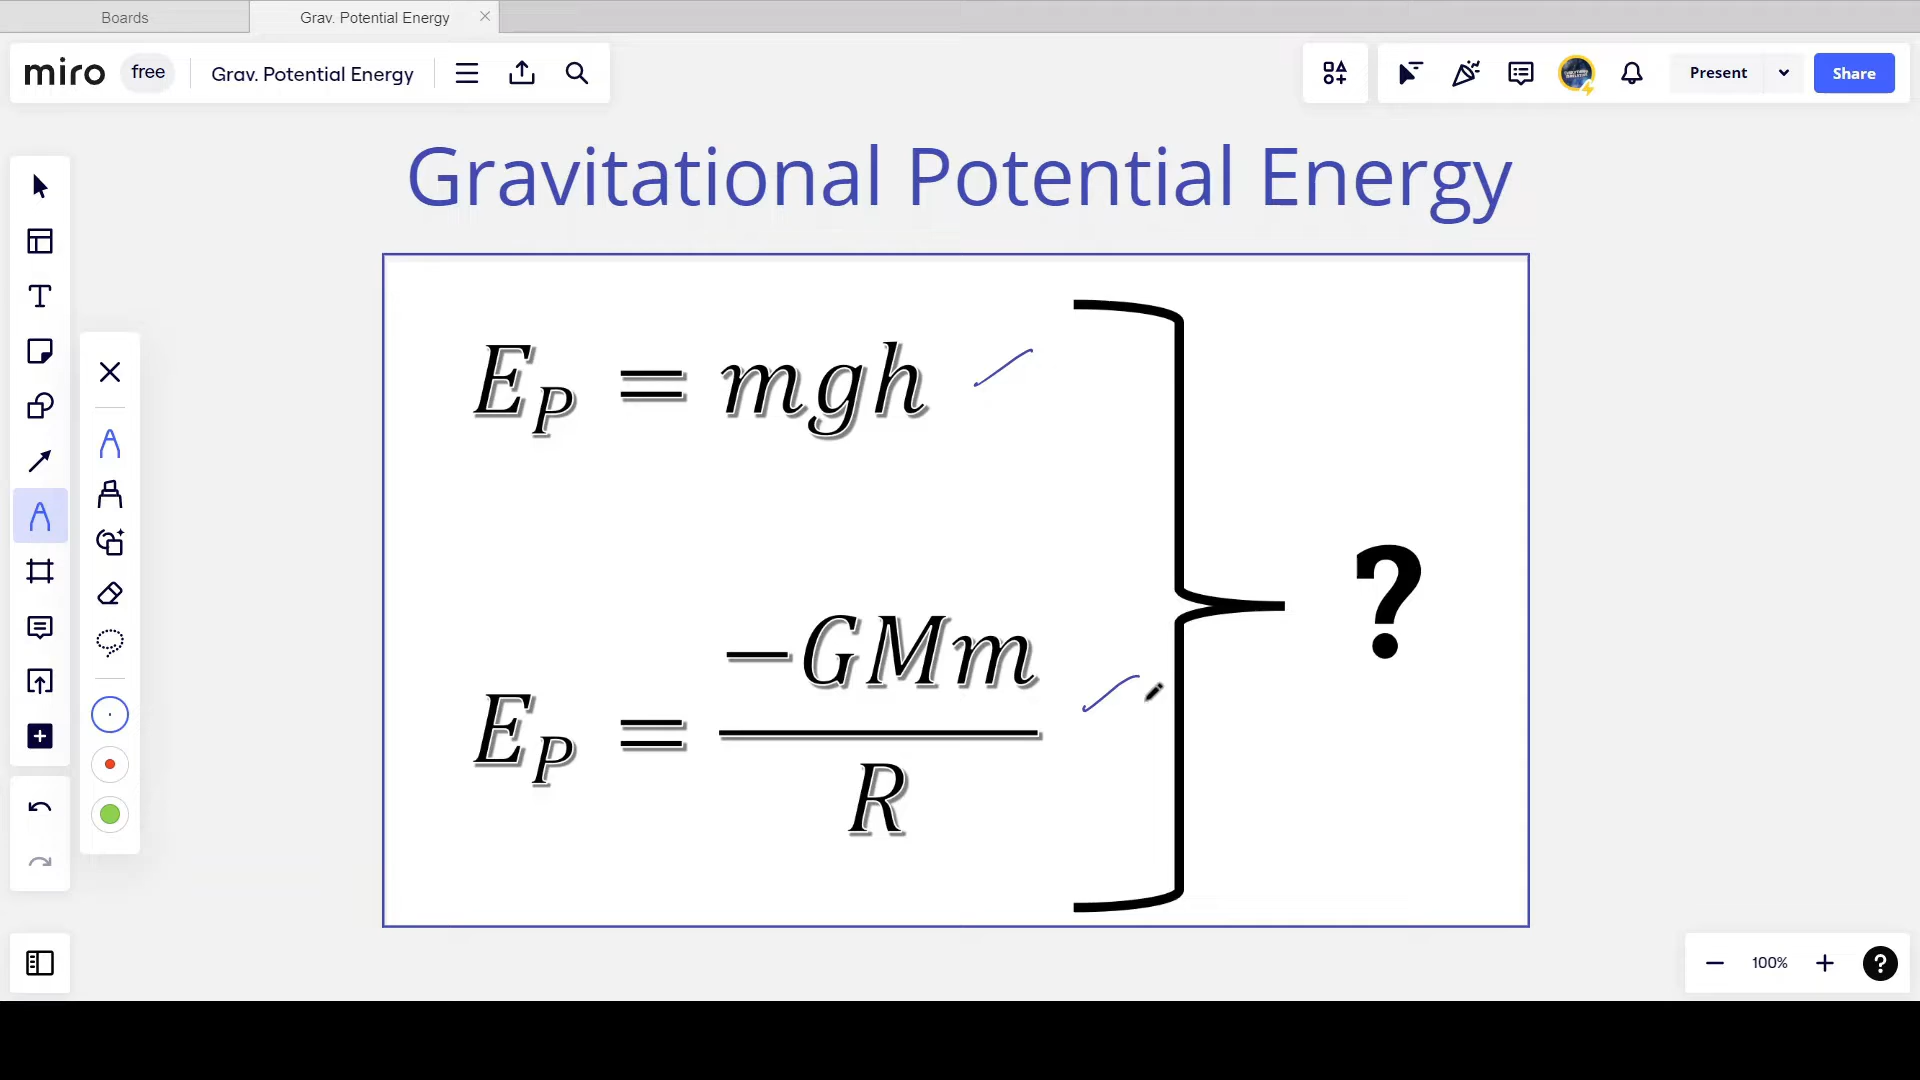 Boards
Grav. Potential Energy
miro free Grav. Potential Energy
Present
Share
Gravitational Potential Energy
E_P = mgh
E_P = \frac{-GMm}{R}
?
100%
?